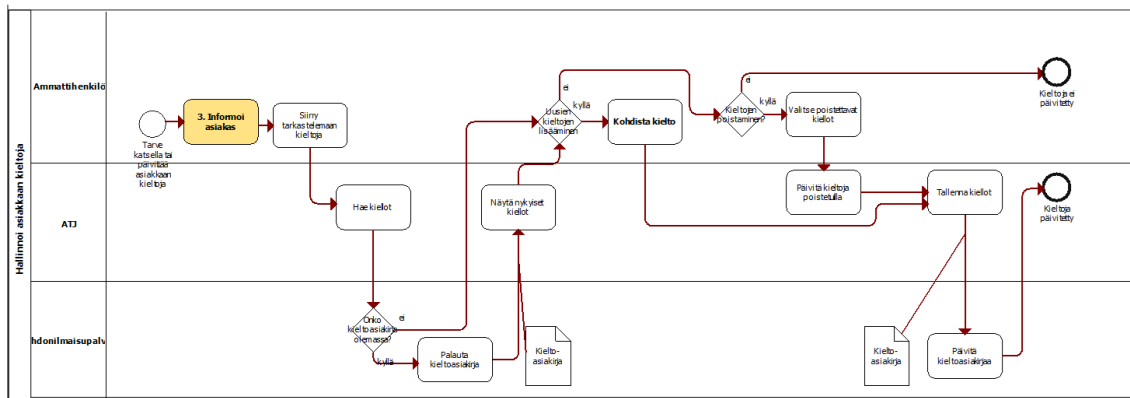 Hallinnoi asiakkaan kieltoja
Ammattihenkilö
Tarve
katsella tai
päivittää
asiakkaan
kieltoja
3. Informoi
asiakas
Siirry
tarkastelemaan
kieltoja
ei
Uusien
kieltojen
lisääminen
kyllä
Kohdista kielto
ei
Kieltojen
poistaminen?
kyllä
Valitse poistettavat
kiellot
Kieltoja ei
päivitetty
ATJ
Hae kiellot
Näytä nykyiset
kiellot
Päivitä kieltoja
poistetulla
Tallenna kiellot
Kieltoja
päivitetty
hdonilmaisupalv
Onko
kieltoasiakirja
olemassa?
ei
kyllä
Palauta
kieltoasiakirja
Kielto-
asiakirja
Kielto-
asiakirja
Päivitä
kieltoasiakirjaa